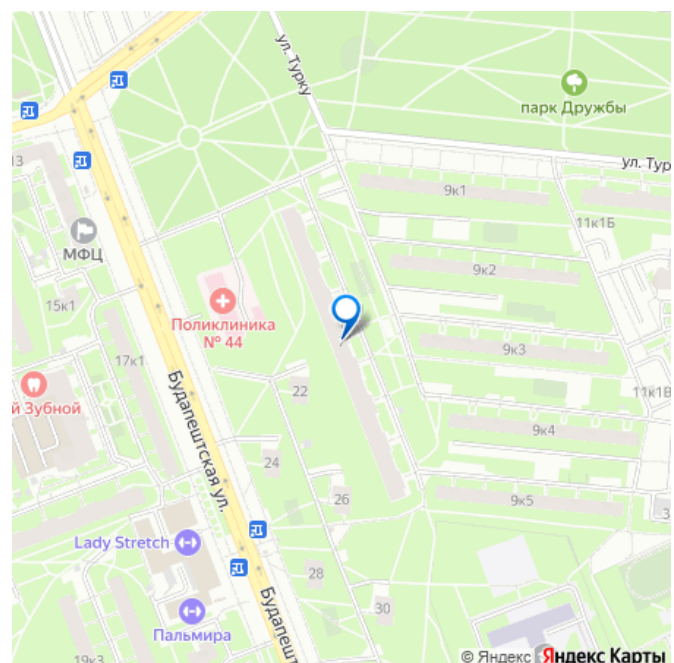 ул. Турку
парк Дружбы
ул. Тур
13
9к1
11к1Б
МФЦ
9к2
15к1
Поликлиника
№ 44
17к1
9к3
22
й Зубной
11к1В
Будапештская ул.
9к4
24
26
9к5
3
Lady Stretch
28
Будапешт
30
Пальмира
19к3
© Яндекс Яндекс Карты